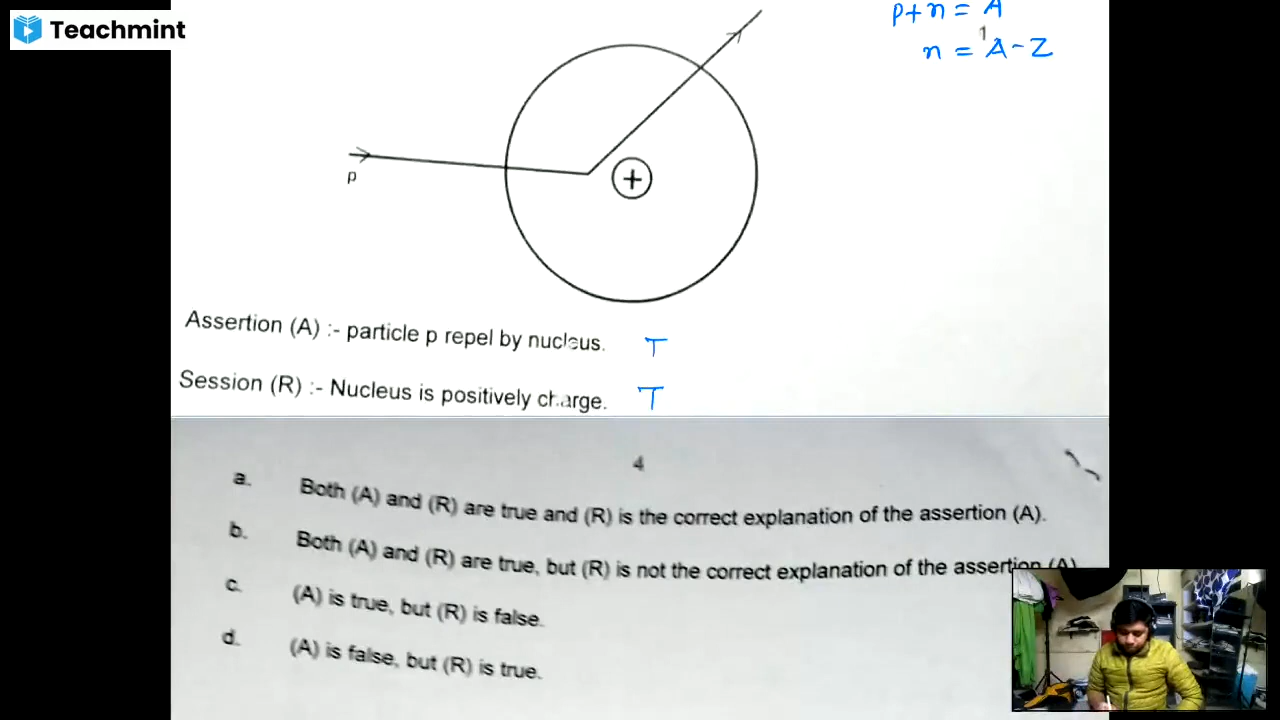 Teachmint
p+n = A
1
n = A-Z
p
+
Assertion (A) :- particle p repel by nucleus. T
Session (R) :- Nucleus is positively charge. T
4
a. Both (A) and (R) are true and (R) is the correct explanation of the assertion (A).
b. Both (A) and (R) are true, but (R) is not the correct explanation of the assertion (A)
c. (A) is true, but (R) is false.
d. (A) is false, but (R) is true.